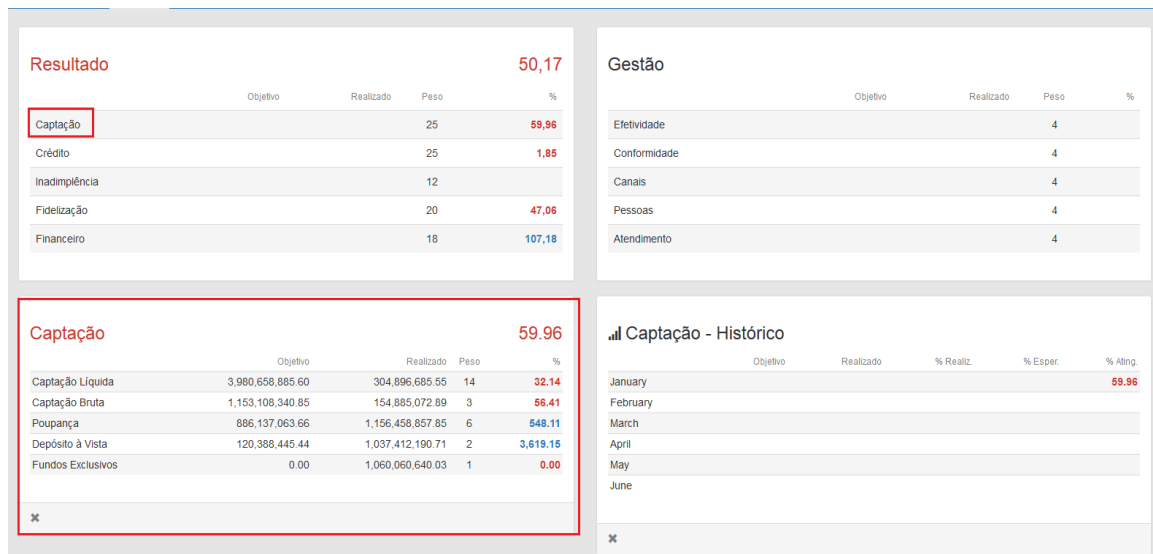 Resultado 50,17
Objetivo Realizado Peso %
Captação 25 59,96
Crédito 25 1,85
Inadimplência 12
Fidelização 20 47,06
Financeiro 18 107,18
Gestão
Objetivo Realizado Peso %
Efetividade 4
Conformidade 4
Canais 4
Pessoas 4
Atendimento 4
Captação 59.96
Objetivo Realizado Peso %
Captação Líquida 3,980,658,885.60 304,896,685.55 14 32.14
Captação Bruta 1,153,108,340.85 154,885,072.89 3 56.41
Poupança 886,137,063.66 1,156,458,857.85 6 548.11
Depósito à Vista 120,388,445.44 1,037,412,190.71 2 3,619.15
Fundos Exclusivos 0.00 1,060,060,640.03 1 0.00
Captação - Histórico
Objetivo Realizado % Realiz. % Esper. % Ating.
January 59.96
February
March
April
May
June